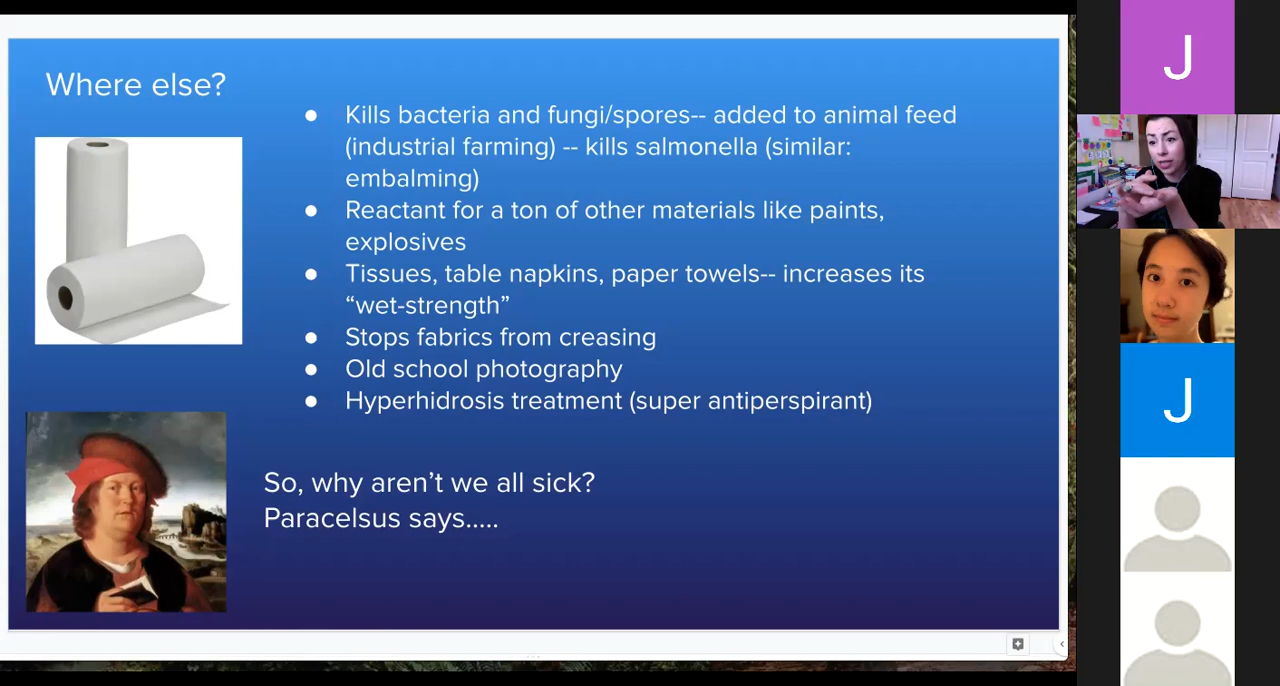 Where else?
● Kills bacteria and fungi/spores-- added to animal feed
(industrial farming) -- kills salmonella (similar:
embalming)
● Reactant for a ton of other materials like paints,
explosives
● Tissues, table napkins, paper towels-- increases its
“wet-strength”
● Stops fabrics from creasing
● Old school photography
● Hyperhidrosis treatment (super antiperspirant)
So, why aren’t we all sick?
Paracelsus says.....
J
J